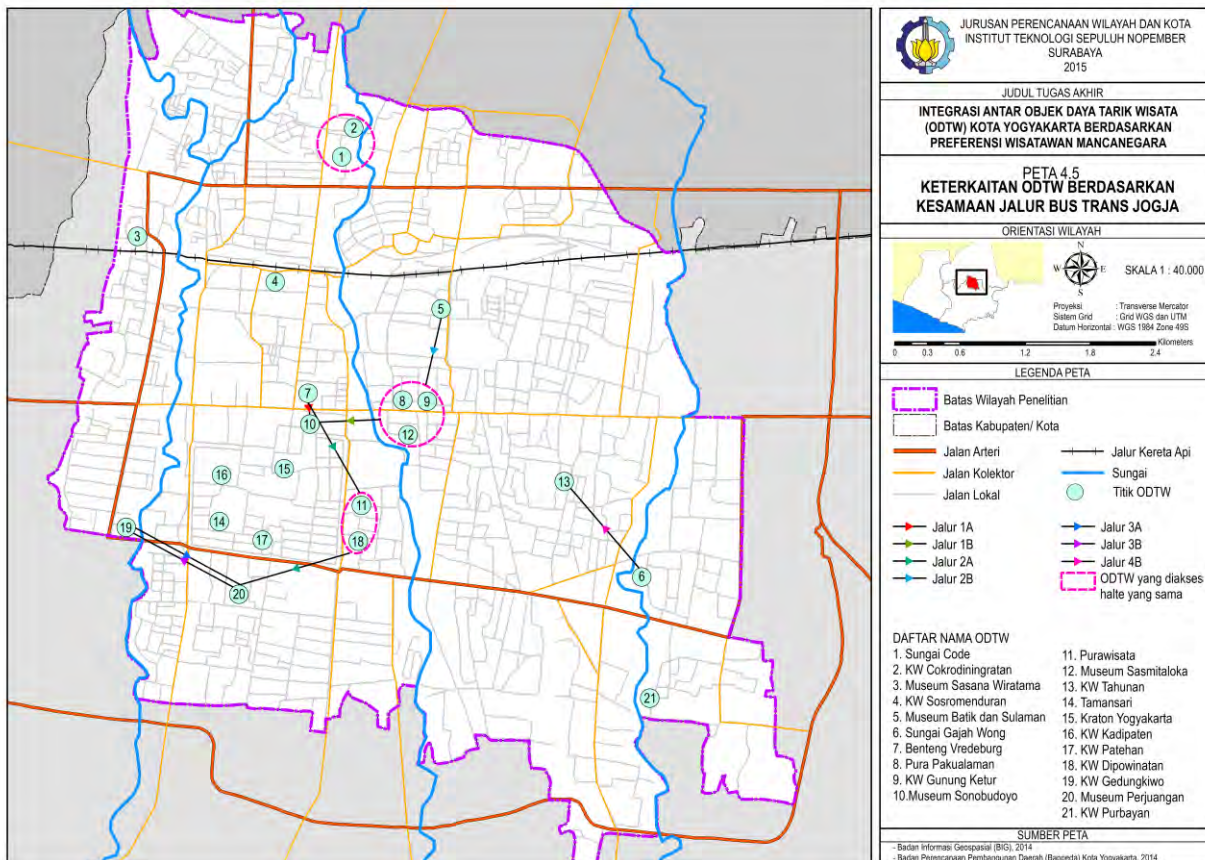 JURUSAN PERENCANAAN WILAYAH DAN KOTA
INSTITUT TEKNOLOGI SEPULUH NOPEMBER
SURABAYA
2015
JUDUL TUGAS AKHIR
INTEGRASI ANTAR OBJEK DAYA TARIK WISATA
(ODTW) KOTA YOGYAKARTA BERDASARKAN
PREFERENSI WISATAWAN MANCANEGARA
PETA 4.5
KETERKAITAN ODTW BERDASARKAN
KESAMAAN JALUR BUS TRANS JOGJA
ORIENTASI WILAYAH
N
W E
S
SKALA 1 : 40.000
Proyeksi : Transverse Mercator
Sistem Grid : Grid WGS dan UTM
Datum Horizontal : WGS 1984 Zone 49S
Kilometers
0 0.3 0.6 1.2 1.8 2.4
LEGENDA PETA
Batas Wilayah Penelitian
Batas Kabupaten/ Kota
Jalan Arteri
Jalan Kolektor
Jalan Lokal
Jalur Kereta Api
Sungai
Titik ODTW
Jalur 1A
Jalur 1B
Jalur 2A
Jalur 2B
Jalur 3A
Jalur 3B
Jalur 4B
ODTW yang diakses
halte yang sama
DAFTAR NAMA ODTW
1. Sungai Code
2. KW Cokrodiningratan
3. Museum Sasana Wiratama
4. KW Sosromenduran
5. Museum Batik dan Sulaman
6. Sungai Gajah Wong
7. Benteng Vredeburg
8. Pura Pakualaman
9. KW Gunung Ketur
10.Museum Sonobudoyo
11. Purawisata
12. Museum Sasmitaloka
13. KW Tahunan
14. Tamansari
15. Kraton Yogyakarta
16. KW Kadipaten
17. KW Patehan
18. KW Dipowinatan
19. KW Gedungkiwo
20. Museum Perjuangan
21. KW Purbayan
SUMBER PETA
- Badan Informasi Geospasial (BIG), 2014
- Badan Perencanaan Pembangunan Daerah (Bappeda) Kota Yogyakarta, 2014
2
1
3
4
5
7
8
9
10
12
15
16
13
11
14
19
17
18
6
20
21